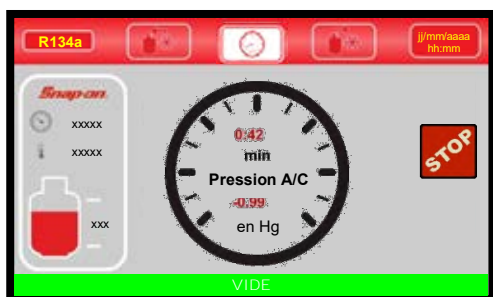 R134a
jj/mm/aaaa
hh:mm
Snap-on
xxxxx
xxxxx
xxx
0:42
min
Pression A/C
-0.99
en Hg
STOP
VIDE